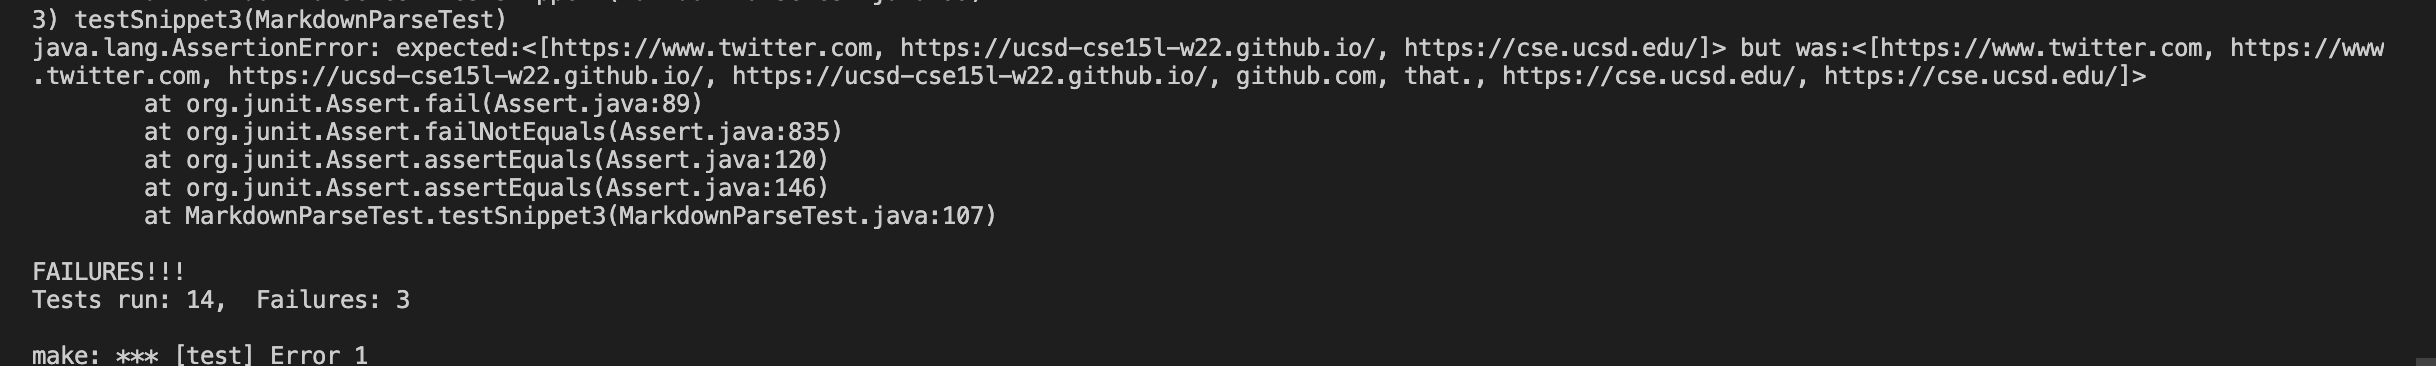 3) testSnippet3(MarkdownParseTest)
java.lang.AssertionError: expected:<[https://www.twitter.com, https://ucsd-cse15l-w22.github.io/, https://cse.ucsd.edu/]> but was:<[https://www.twitter.com, https://www
.twitter.com, https://ucsd-cse15l-w22.github.io/, https://ucsd-cse15l-w22.github.io/, github.com, that., https://cse.ucsd.edu/, https://cse.ucsd.edu/]>
        at org.junit.Assert.fail(Assert.java:89)
        at org.junit.Assert.failNotEquals(Assert.java:835)
        at org.junit.Assert.assertEquals(Assert.java:120)
        at org.junit.Assert.assertEquals(Assert.java:146)
        at MarkdownParseTest.testSnippet3(MarkdownParseTest.java:107)

FAILURES!!!
Tests run: 14,  Failures: 3

make: *** [test] Error 1